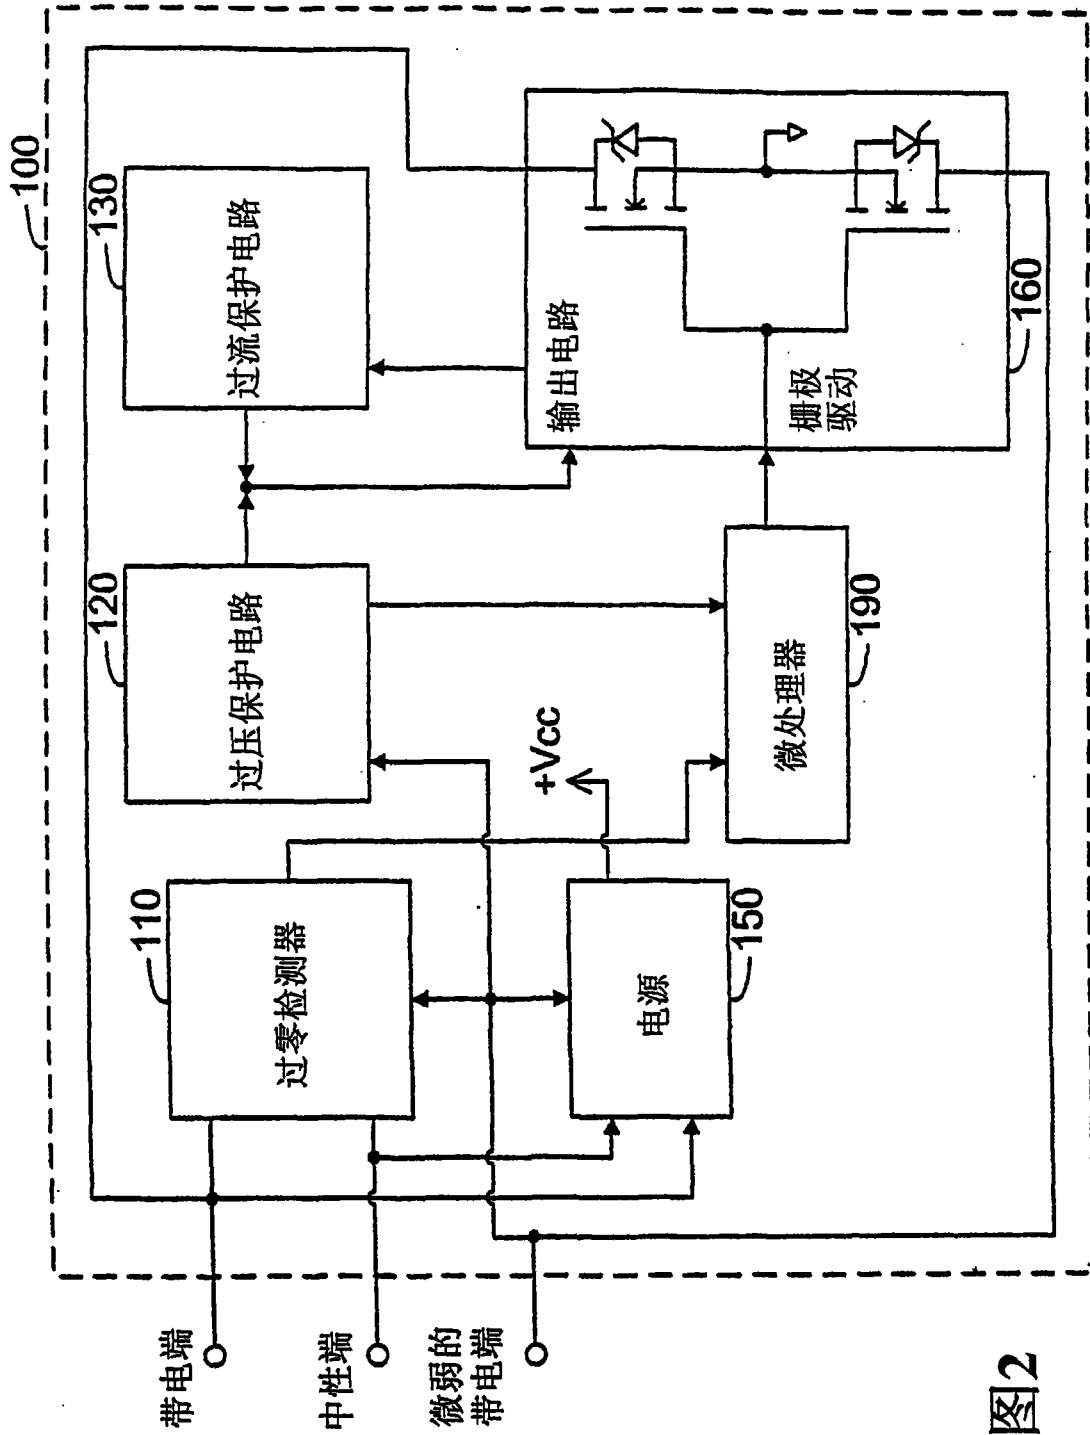 100
130
过流保护电路
120
过压保护电路
110
过零检测器
输出电路
栅极
驱动
160
微处理器
190
+Vcc
电源
150
带电端
中性端
微弱的
带电端
图2